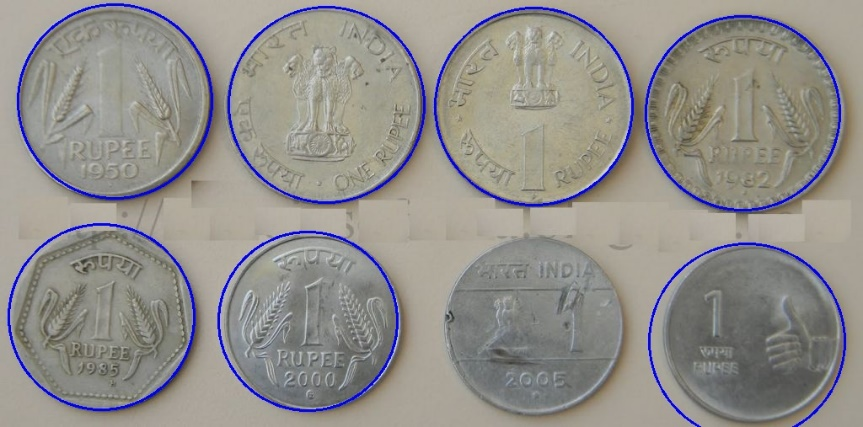 एक रुपया
1
RUPEE
1950
भारत INDIA
एक रुपया · ONE RUPEE
भारत INDIA
रुपया 1 RUPEE
रूपया
1
RUPEE
1982
रूपया
1
RUPEE
1985
रूपया
1
RUPEE
2000
भारत INDIA
1
2005
1
रुपया
RUPEE